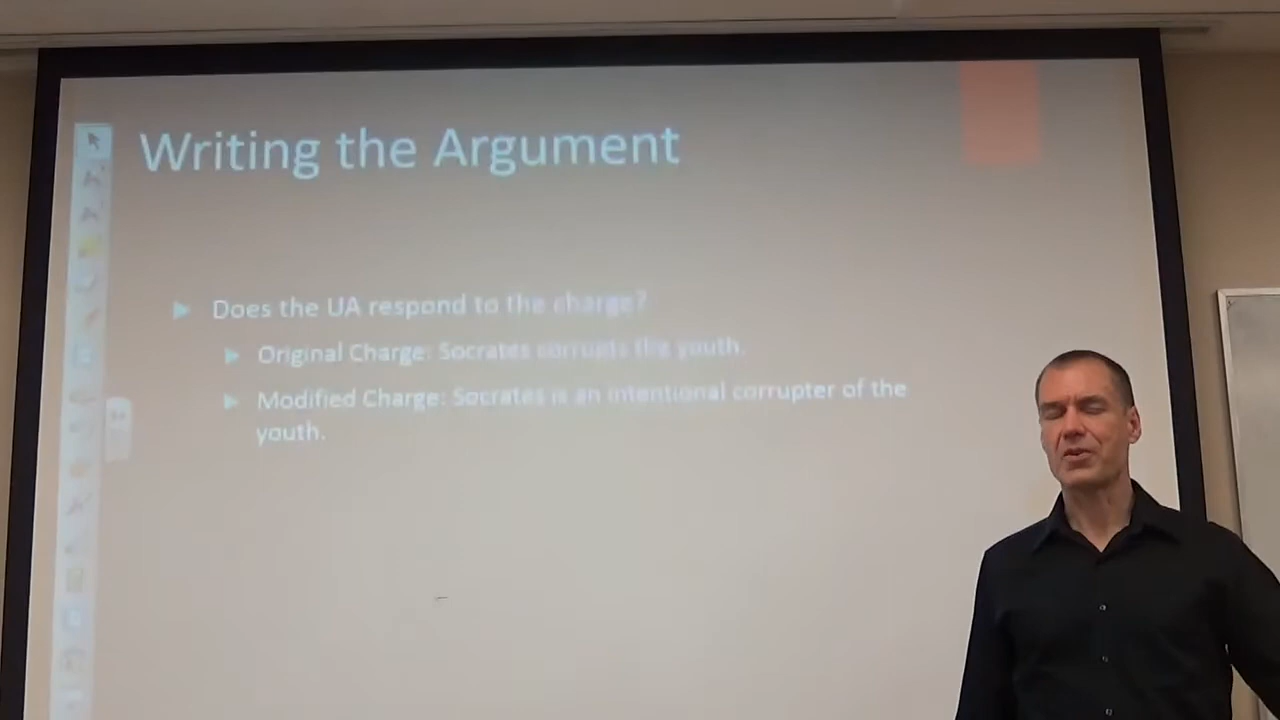 Writing the Argument
Does the UA respond to the charge?
Original Charge: Socrates corrupts the youth.
Modified Charge: Socrates is an intentional corrupter of the
youth.